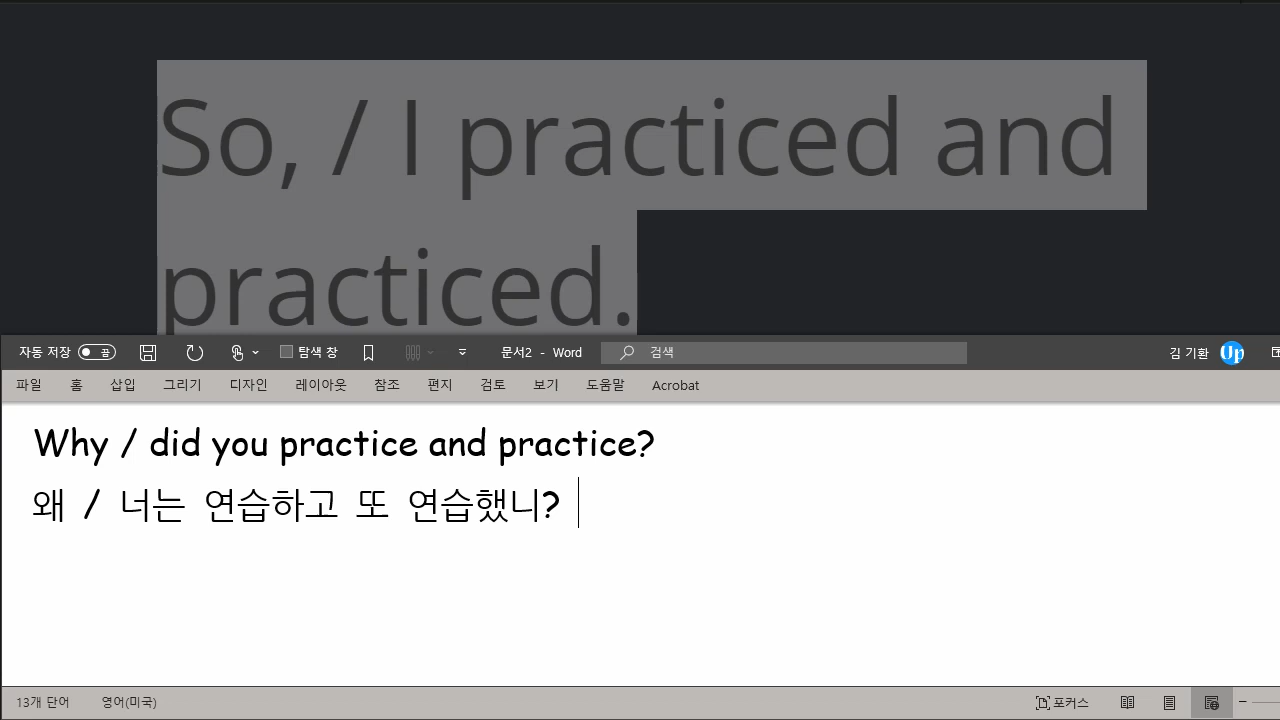 So, / I practiced and
practiced.
자동 저장 끔 탐색 창 문서2 - Word 검색 김 기환 Up
파일 홈 삽입 그리기 디자인 레이아웃 참조 편지 검토 보기 도움말 Acrobat
Why / did you practice and practice?
왜 / 너는 연습하고 또 연습했니?
13개 단어 영어(미국) 포커스